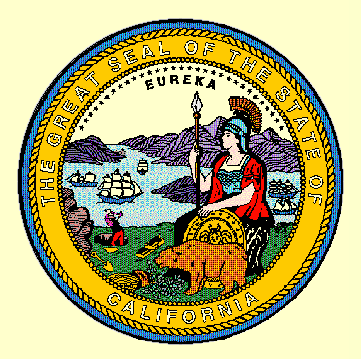 THE GREAT SEAL OF THE STATE OF
EUREKA
CALIFORNIA